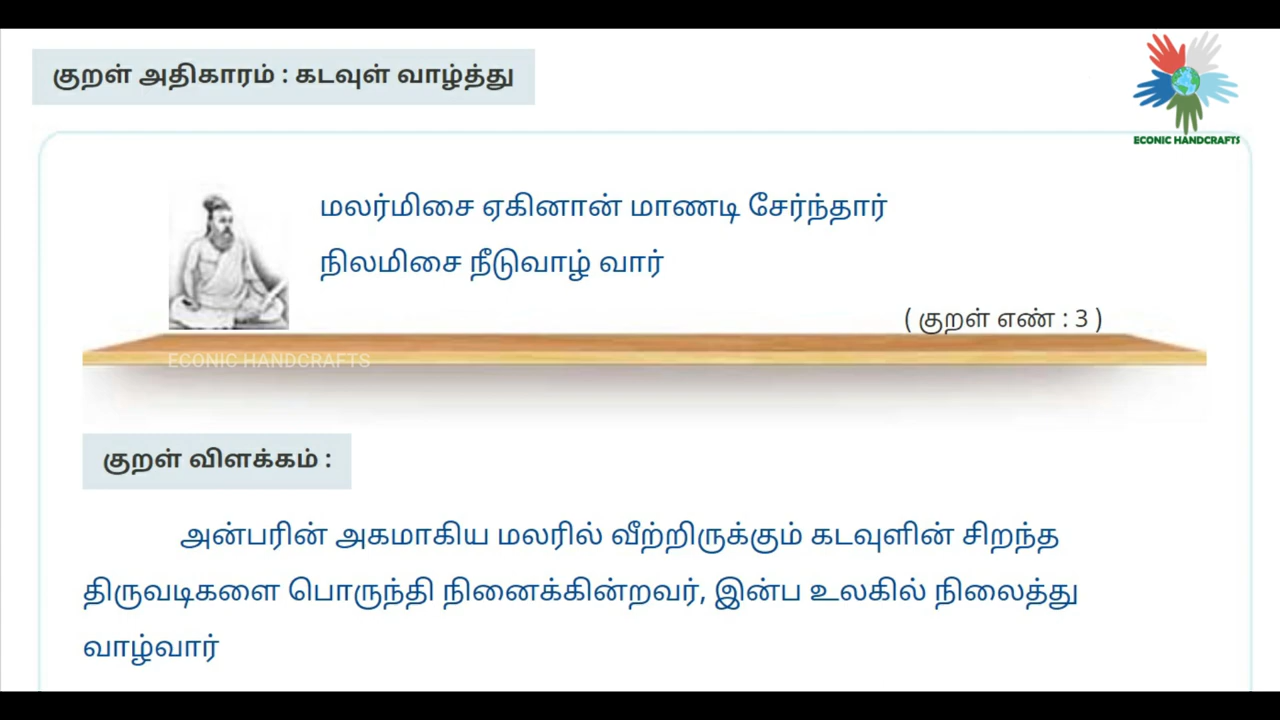 குறள் அதிகாரம் : கடவுள் வாழ்த்து
ECONIC HANDCRAFTS
மலர்மிசை ஏகினான் மாணடி சேர்ந்தார்
நிலமிசை நீடுவாழ் வார்
( குறள் எண் : 3 )
ECONIC HANDCRAFTS
குறள் விளக்கம் :
அன்பரின் அகமாகிய மலரில் வீற்றிருக்கும் கடவுளின் சிறந்த
திருவடிகளை பொருந்தி நினைக்கின்றவர், இன்ப உலகில் நிலைத்து
வாழ்வார்